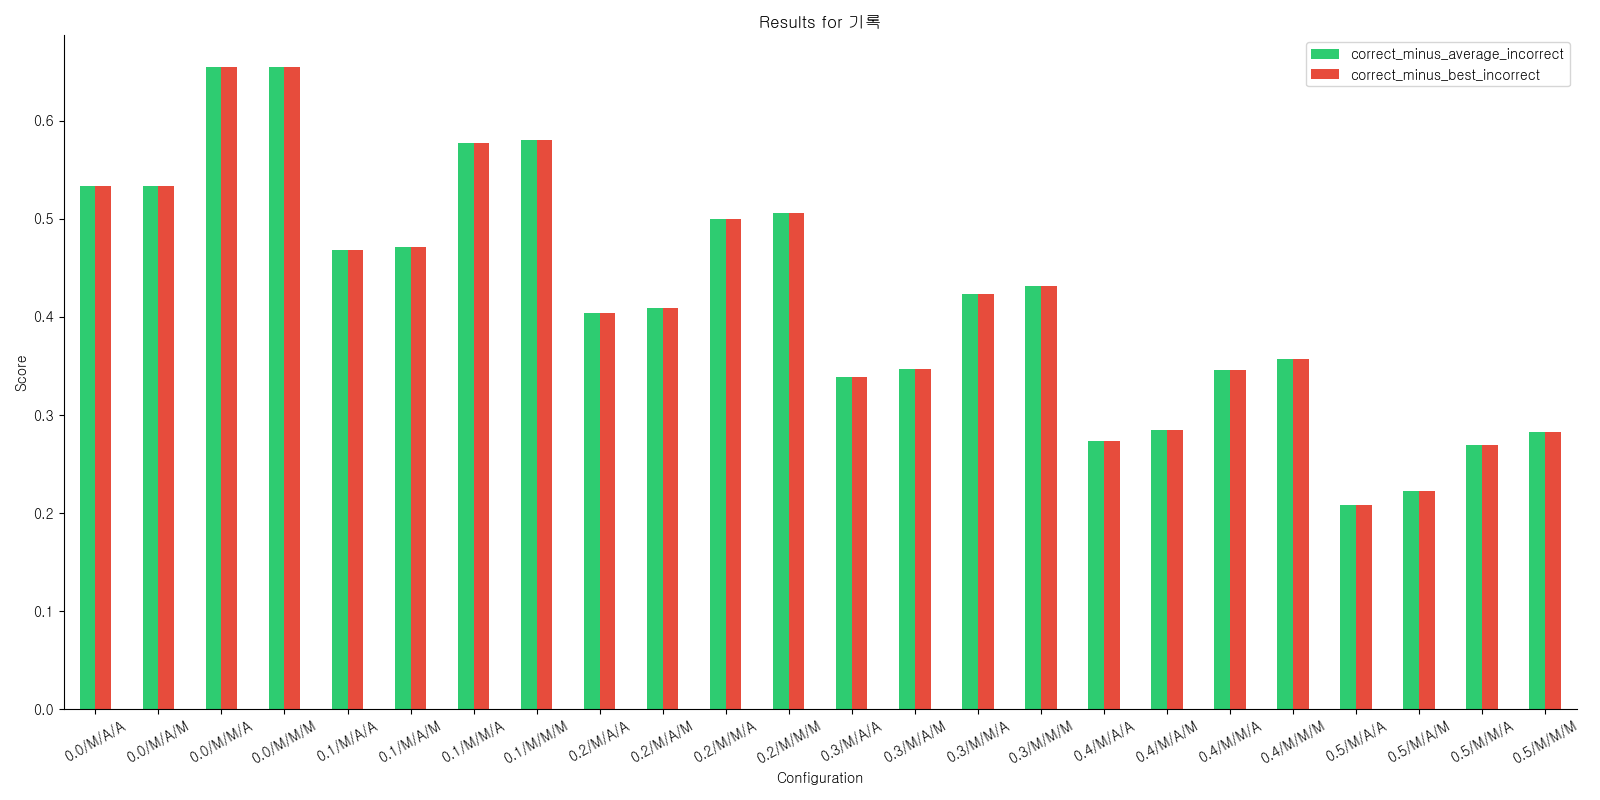 Results for 기록
correct_minus_average_incorrect
correct_minus_best_incorrect
Score
0.6
0.5
0.4
0.3
0.2
0.1
0.0
0.0/M/A/A
0.0/M/A/M
0.0/M/M/A
0.0/M/M/M
0.1/M/A/A
0.1/M/A/M
0.1/M/M/A
0.1/M/M/M
0.2/M/A/A
0.2/M/A/M
0.2/M/M/A
0.2/M/M/M
0.3/M/A/A
0.3/M/A/M
0.3/M/M/A
0.3/M/M/M
0.4/M/A/A
0.4/M/A/M
0.4/M/M/A
0.4/M/M/M
0.5/M/A/A
0.5/M/A/M
0.5/M/M/A
0.5/M/M/M
Configuration